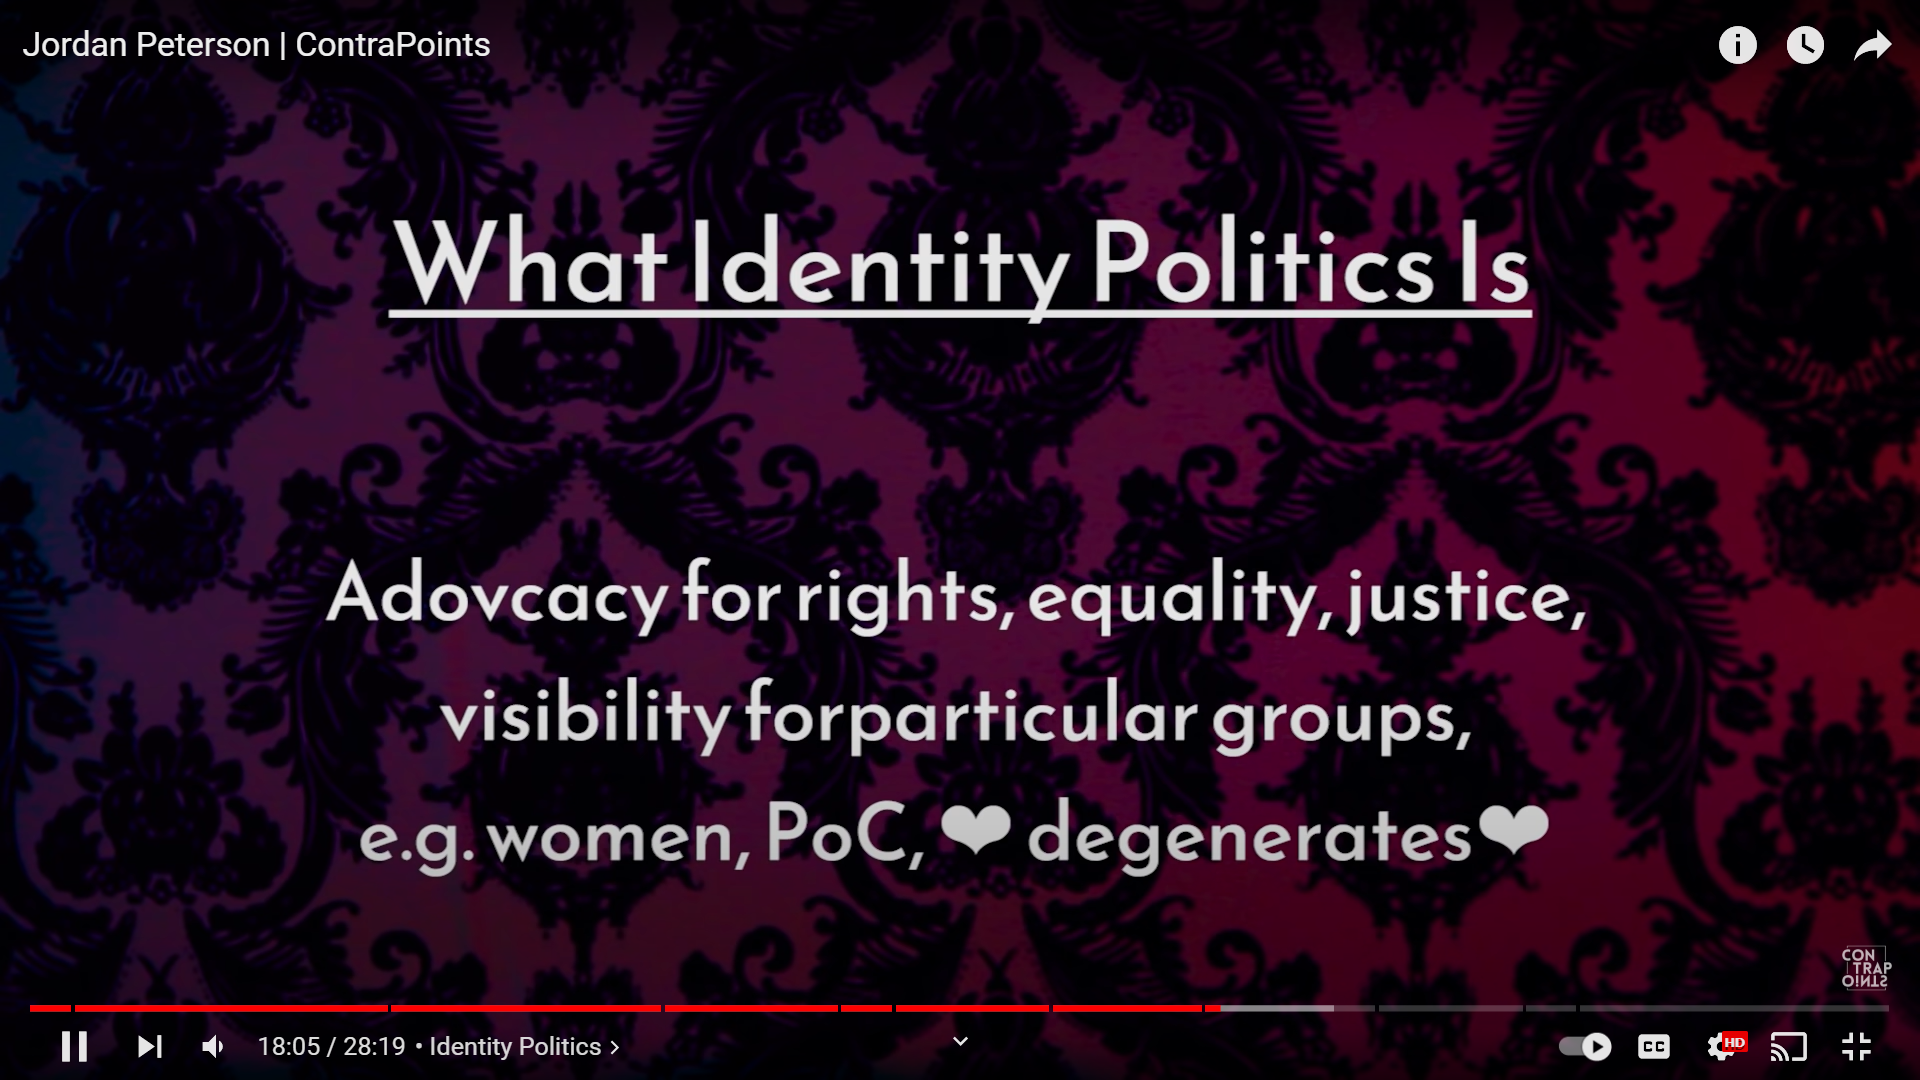 Jordan Peterson | ContraPoints
What Identity Politics Is
Adovcacy for rights, equality, justice,
visibility forparticular groups,
e.g. women, PoC, ❤ degenerates❤
CON
TRAP
OINTS
18:05 / 28:19 • Identity Politics
CC
HD